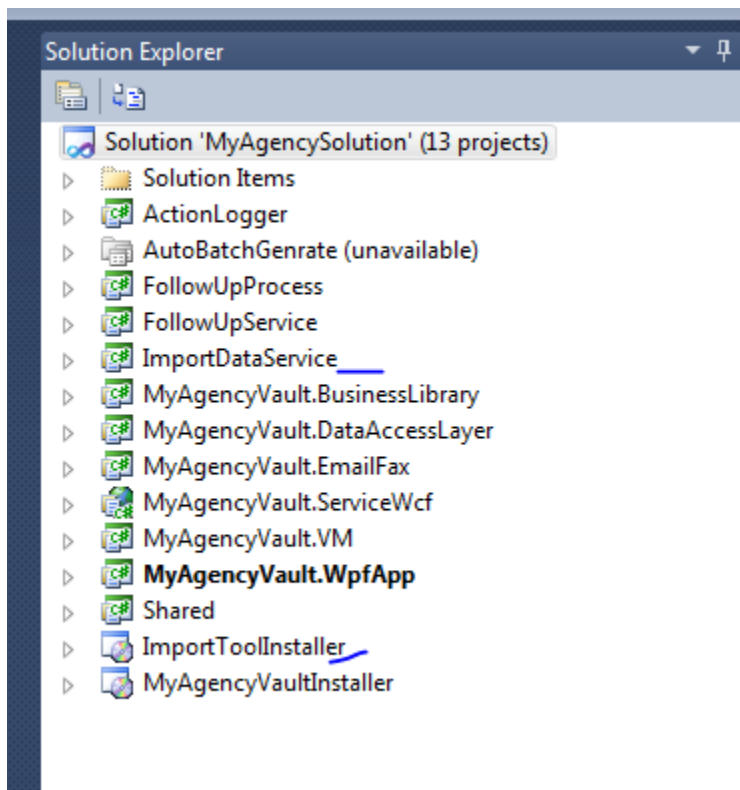 Solution Explorer
Solution 'MyAgencySolution' (13 projects)
Solution Items
ActionLogger
AutoBatchGenrate (unavailable)
FollowUpProcess
FollowUpService
ImportDataService
MyAgencyVault.BusinessLibrary
MyAgencyVault.DataAccessLayer
MyAgencyVault.EmailFax
MyAgencyVault.ServiceWcf
MyAgencyVault.VM
MyAgencyVault.WpfApp
Shared
ImportToolInstaller
MyAgencyVaultInstaller